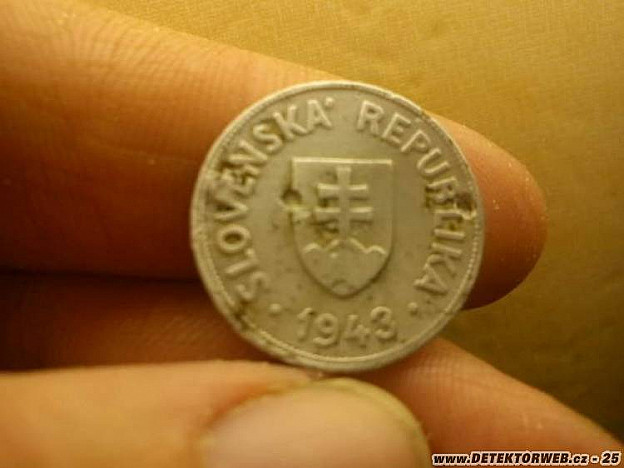 SLOVENSKÁ REPUBLIKA
· 1943 ·
www.DETEKTORWEB.cz - 25